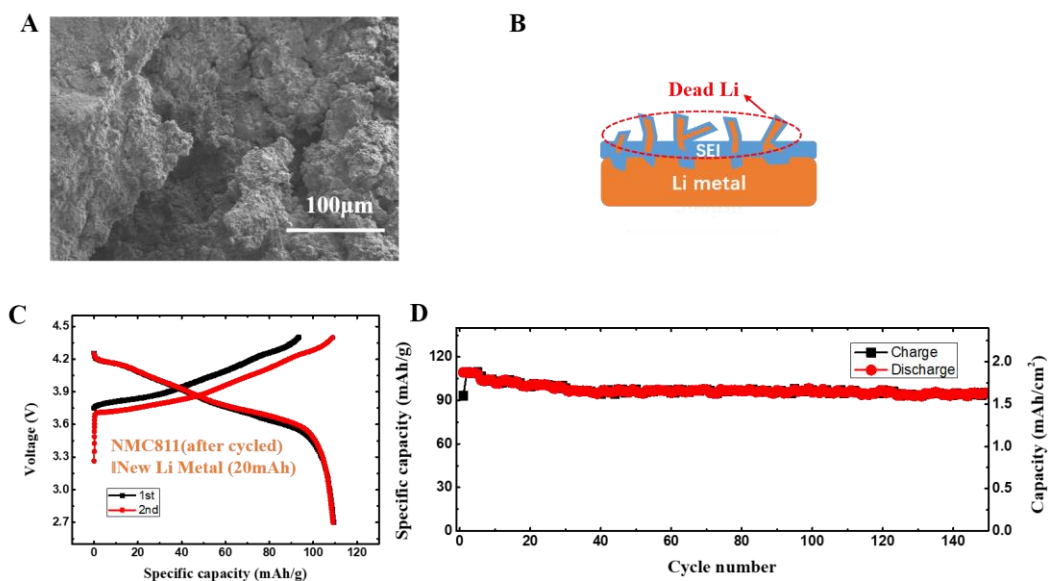 A
100μm
B
Dead Li
SEI
Li metal
C
Voltage (V)
4.5
4.2
3.9
3.6
3.3
3.0
2.7
NMC811(after cycled)
‖New Li Metal (20mAh)
1st
2nd
0
20
40
60
80
100
120
Specific capacity (mAh/g)
D
Specific capacity (mAh/g)
120
90
60
30
0
Charge
Discharge
2.0
1.5
1.0
0.5
0.0
Capacity (mAh/cm²)
0
20
40
60
80
100
120
140
Cycle number